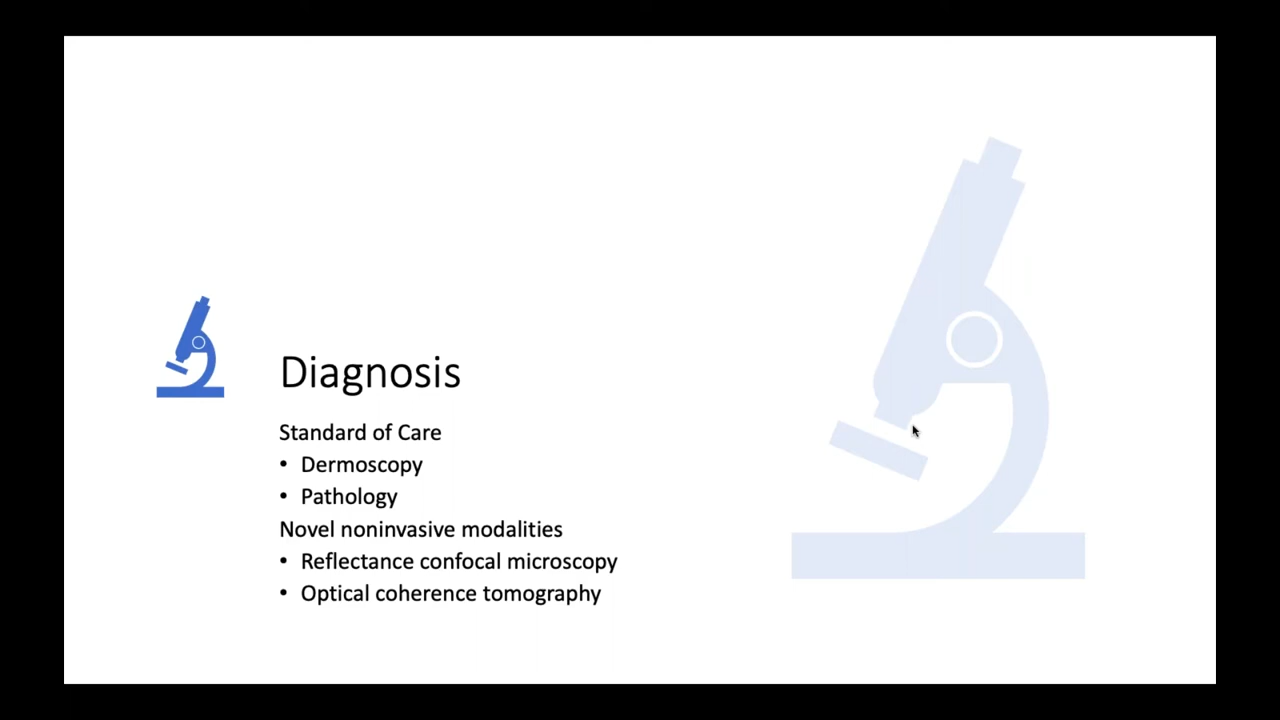 Diagnosis
Standard of Care
• Dermoscopy
• Pathology
Novel noninvasive modalities
• Reflectance confocal microscopy
• Optical coherence tomography